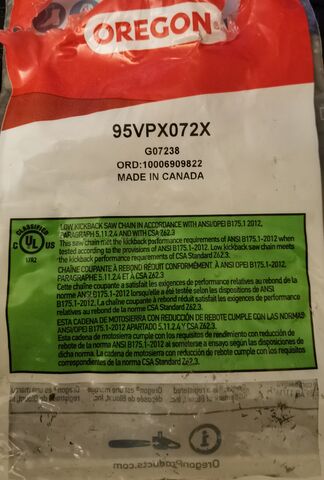 OREGON
95VPX072X
G07238
ORD:10006909822
MADE IN CANADA
CLASSIFIED
UL US
17R2
LOW KICKBACK SAW CHAIN IN ACCORDANCE WITH ANSI/OPEI B175.1 2012,
PARAGRAPH 5.11.2.4 AND WITH CSA Z62.3
This saw chain met the kickback performance requirements of ANSI B175.1-2012 when
tested according to the provisions of ANSI B175.1-2012. Low kickback saw chain meets
the kickback performance requirements of CSA Standard Z62.3.
CHAÎNE COUPANTE À REBOND RÉDUIT CONFORMÉMENT À ANSI/OPEI B175.1-2012,
PARAGRAPHE 5.11.2.4 ET À CSA Z62.3
Cette chaîne coupante a satisfait les exigences de performance relatives au rebond de la
norme ANSI B175.1-2012 lorsqu'elle a été testée selon les dispositions de ANSI
B175.1-2012. La chaîne coupante à rebond réduit satisfait les exigences de performance
relatives au rebond de la norme CSA Standard Z62.3.
ESTA CADENA DE MOTOSIERRA CON REDUCCIÓN DE REBOTE CUMPLE CON LAS NORMAS
ANSI/OPEI B175.1-2012 APARTADO 5.11.2.4 Y CSA Z62.3.
Esta cadena de motosierra cumple con los requisitos de rendimiento con reducción de
rebote de la norma ANSI B175.1-2012 al someterse a ensayo según las disposiciones de
dicha norma. La cadena de motosierra con reducción de rebote cumple con los requisitos
correspondientes de la norma CSA Standard Z62.3.
OregonProducts.com